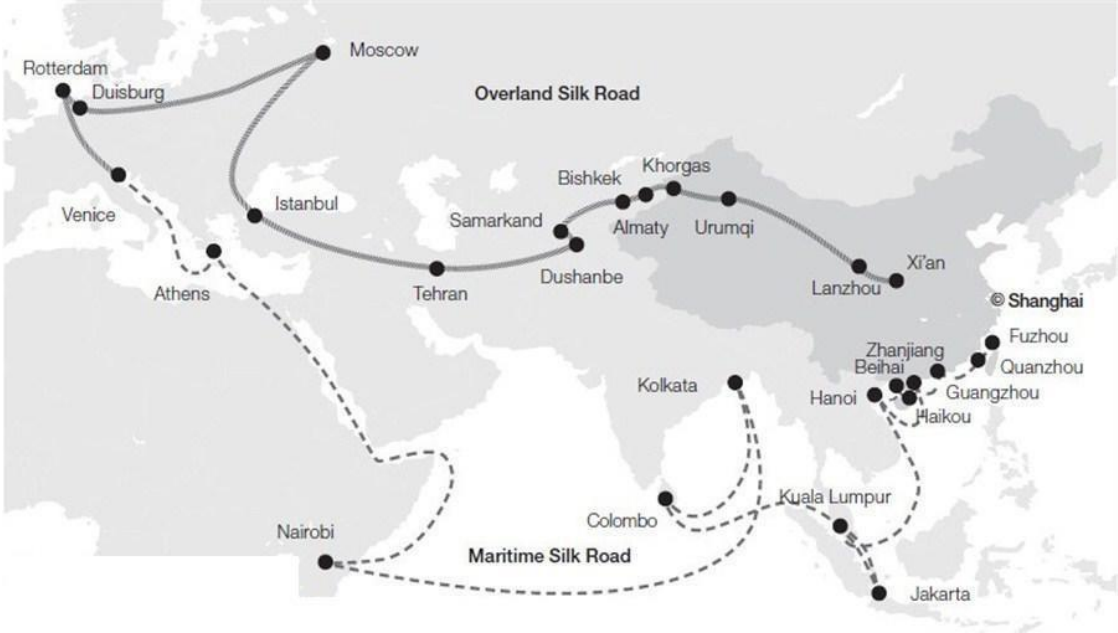 Moscow
Rotterdam
Duisburg
Overland Silk Road
Khorgas
Bishkek
Istanbul
Venice
Samarkand
Almaty
Urumqi
Xi'an
Dushanbe
Lanzhou
Athens
Tehran
© Shanghai
Fuzhou
Zhanjiang
Beihai
Quanzhou
Kolkata
Guangzhou
Hanoi
Haikou
Kuala Lumpur
Colombo
Nairobi
Maritime Silk Road
Jakarta